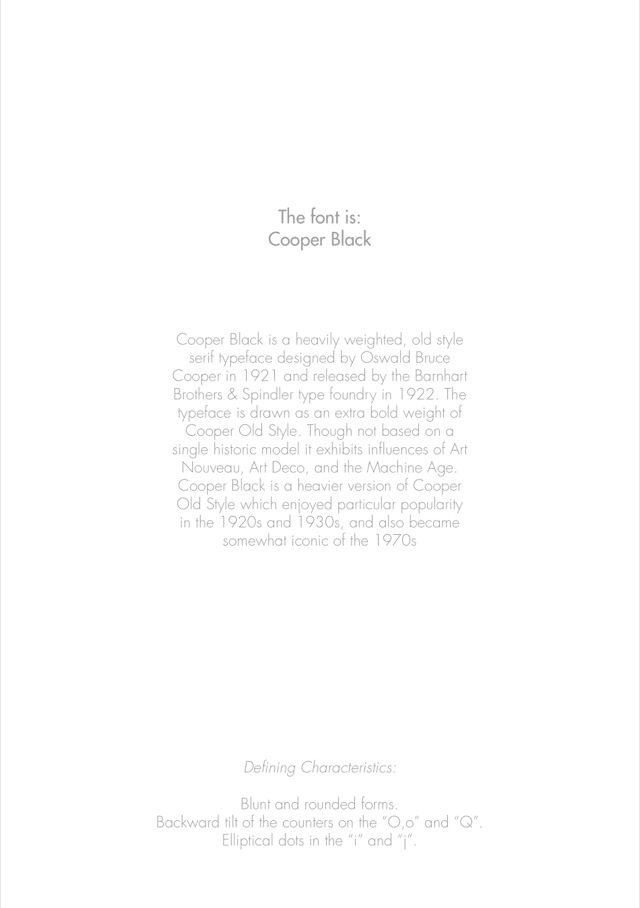 The font is:
Cooper Black
Cooper Black is a heavily weighted, old style
serif typeface designed by Oswald Bruce
Cooper in 1921 and released by the Barnhart
Brothers & Spindler type foundry in 1922. The
typeface is drawn as an extra bold weight of
Cooper Old Style. Though not based on a
single historic model it exhibits influences of Art
Nouveau, Art Deco, and the Machine Age.
Cooper Black is a heavier version of Cooper
Old Style which enjoyed particular popularity
in the 1920s and 1930s, and also became
somewhat iconic of the 1970s
Defining Characteristics:
Blunt and rounded forms.
Backward tilt of the counters on the “O,o” and “Q”.
Elliptical dots in the “i” and “j”.